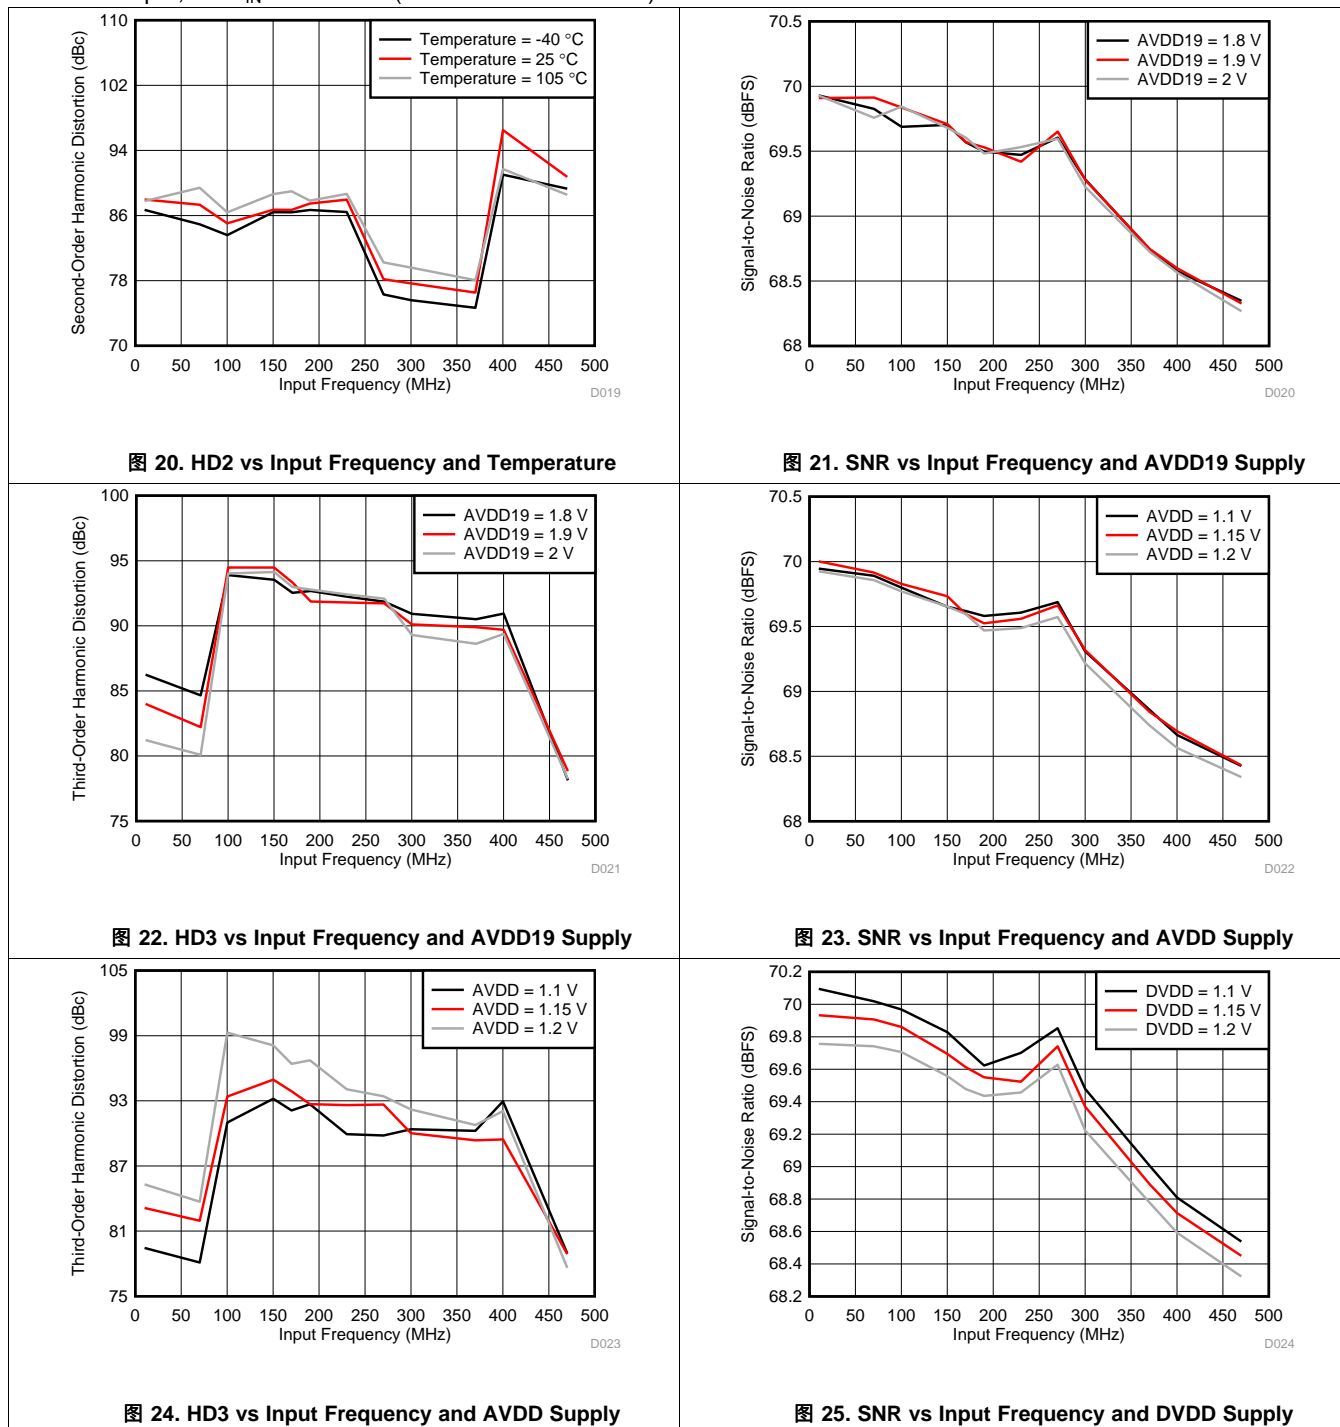 IN
110
102
94
86
78
70
Second-Order Harmonic Distortion (dBc)
Temperature = -40 °C
Temperature = 25 °C
Temperature = 105 °C
0 50 100 150 200 250 300 350 400 450 500
Input Frequency (MHz)
D019
图 20. HD2 vs Input Frequency and Temperature
70.5
70
69.5
69
68.5
68
Signal-to-Noise Ratio (dBFS)
AVDD19 = 1.8 V
AVDD19 = 1.9 V
AVDD19 = 2 V
0 50 100 150 200 250 300 350 400 450 500
Input Frequency (MHz)
D020
图 21. SNR vs Input Frequency and AVDD19 Supply
100
95
90
85
80
75
Third-Order Harmonic Distortion (dBc)
AVDD19 = 1.8 V
AVDD19 = 1.9 V
AVDD19 = 2 V
0 50 100 150 200 250 300 350 400 450 500
Input Frequency (MHz)
D021
图 22. HD3 vs Input Frequency and AVDD19 Supply
70.5
70
69.5
69
68.5
68
Signal-to-Noise Ratio (dBFS)
AVDD = 1.1 V
AVDD = 1.15 V
AVDD = 1.2 V
0 50 100 150 200 250 300 350 400 450 500
Input Frequency (MHz)
D022
图 23. SNR vs Input Frequency and AVDD Supply
105
99
93
87
81
75
Third-Order Harmonic Distortion (dBc)
AVDD = 1.1 V
AVDD = 1.15 V
AVDD = 1.2 V
0 50 100 150 200 250 300 350 400 450 500
Input Frequency (MHz)
D023
图 24. HD3 vs Input Frequency and AVDD Supply
70.2
70
69.8
69.6
69.4
69.2
69
68.8
68.6
68.4
68.2
Signal-to-Noise Ratio (dBFS)
DVDD = 1.1 V
DVDD = 1.15 V
DVDD = 1.2 V
0 50 100 150 200 250 300 350 400 450 500
Input Frequency (MHz)
D024
图 25. SNR vs Input Frequency and DVDD Supply